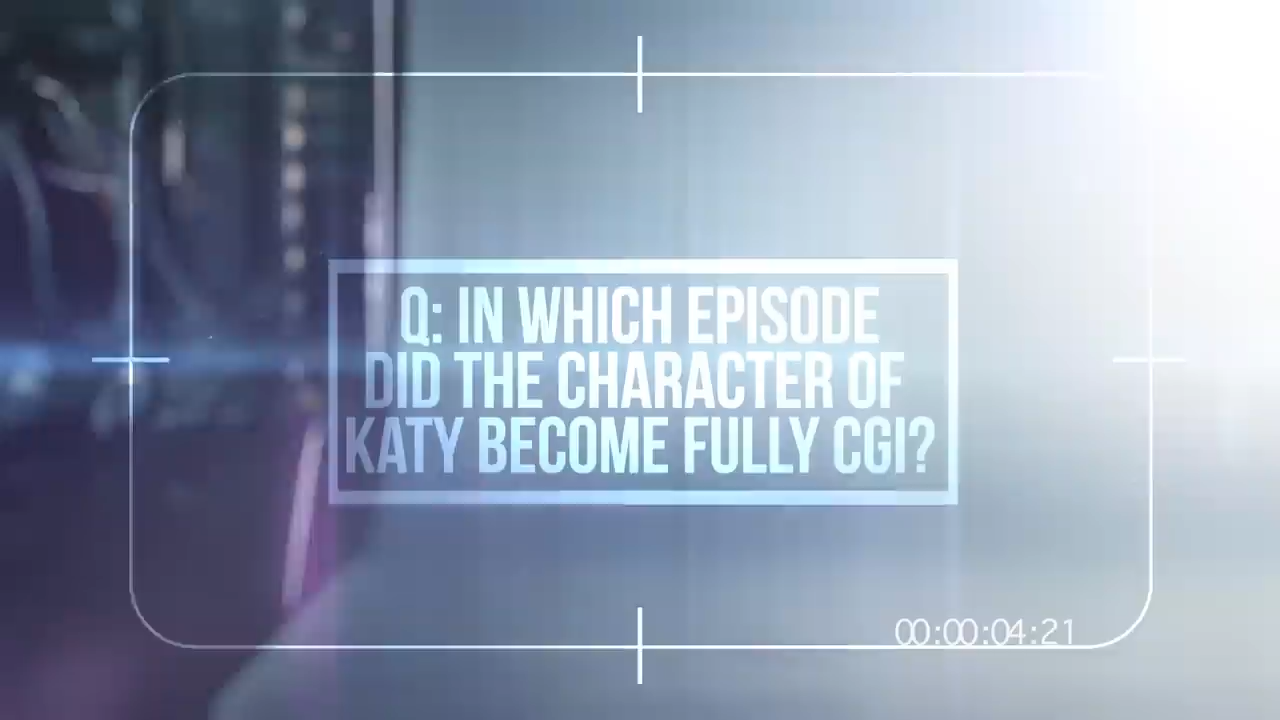 Q: IN WHICH EPISODE
DID THE CHARACTER OF
KATY BECOME FULLY CGI?
00:00:04:21